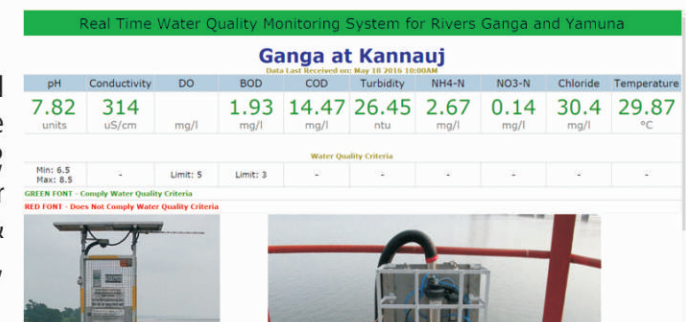 Real Time Water Quality Monitoring System for Rivers Ganga and Yamuna
Ganga at Kannauj
Data Last Received on: May 18 2016 10:00AM
pH Conductivity DO BOD COD Turbidity NH4-N NO3-N Chloride Temperature
7.82 314 1.93 14.47 26.45 2.67 0.14 30.4 29.87
units uS/cm mg/l mg/l mg/l ntu mg/l mg/l mg/l °C
Water Quality Criteria
Min: 6.5
Max: 8.5 - Limit: 5 Limit: 3 - - - - - -
GREEN FONT - Comply Water Quality Criteria
RED FONT - Does Not Comply Water Quality Criteria